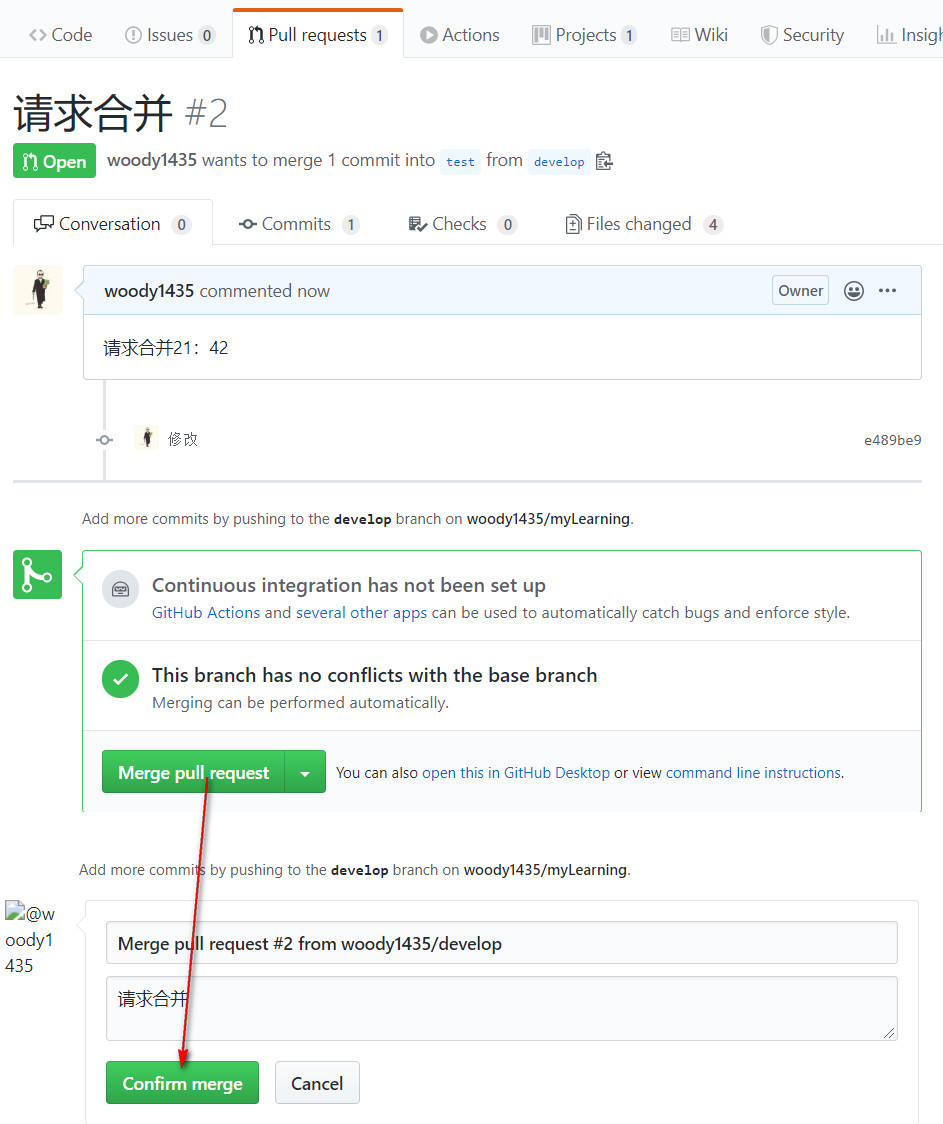 Code Issues 0 Pull requests 1 Actions Projects 1 Wiki Security Insigh
请求合并 #2
Open woody1435 wants to merge 1 commit into test from develop
Conversation 0 Commits 1 Checks 0 Files changed 4
woody1435 commented now Owner
请求合并21：42
修改 e489be9
Add more commits by pushing to the develop branch on woody1435/myLearning.
Continuous integration has not been set up
GitHub Actions and several other apps can be used to automatically catch bugs and enforce style.
This branch has no conflicts with the base branch
Merging can be performed automatically.
Merge pull request You can also open this in GitHub Desktop or view command line instructions.
Add more commits by pushing to the develop branch on woody1435/myLearning.
@w
oody1
435
Merge pull request #2 from woody1435/develop
请求合并
Confirm merge Cancel